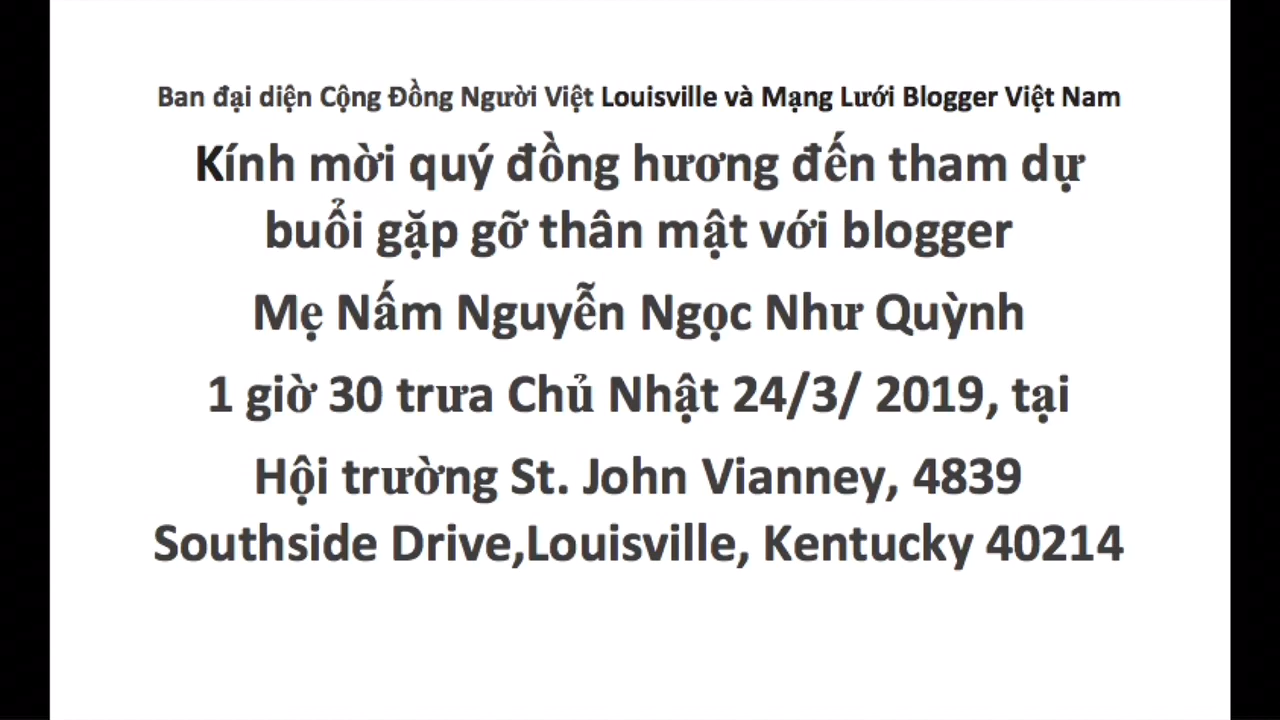 Ban đại diện Cộng Đồng Người Việt Louisville và Mạng Lưới Blogger Việt Nam
Kính mời quý đồng hương đến tham dự
buổi gặp gỡ thân mật với blogger
Mẹ Nấm Nguyễn Ngọc Như Quỳnh
1 giờ 30 trưa Chủ Nhật 24/3/ 2019, tại
Hội trường St. John Vianney, 4839
Southside Drive,Louisville, Kentucky 40214